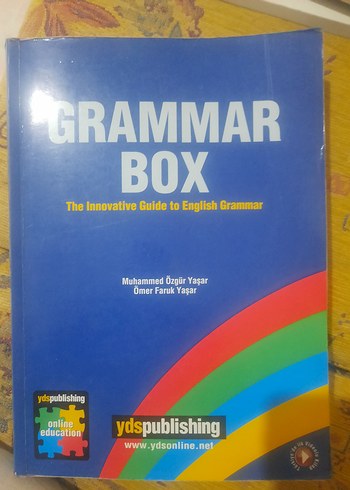 GRAMMAR
BOX
The Innovative Guide to English Grammar
Muhammed Özgür Yaşar
Ömer Faruk Yaşar
ydspublishing
online
education
ydspublishing
www.ydsonline.net